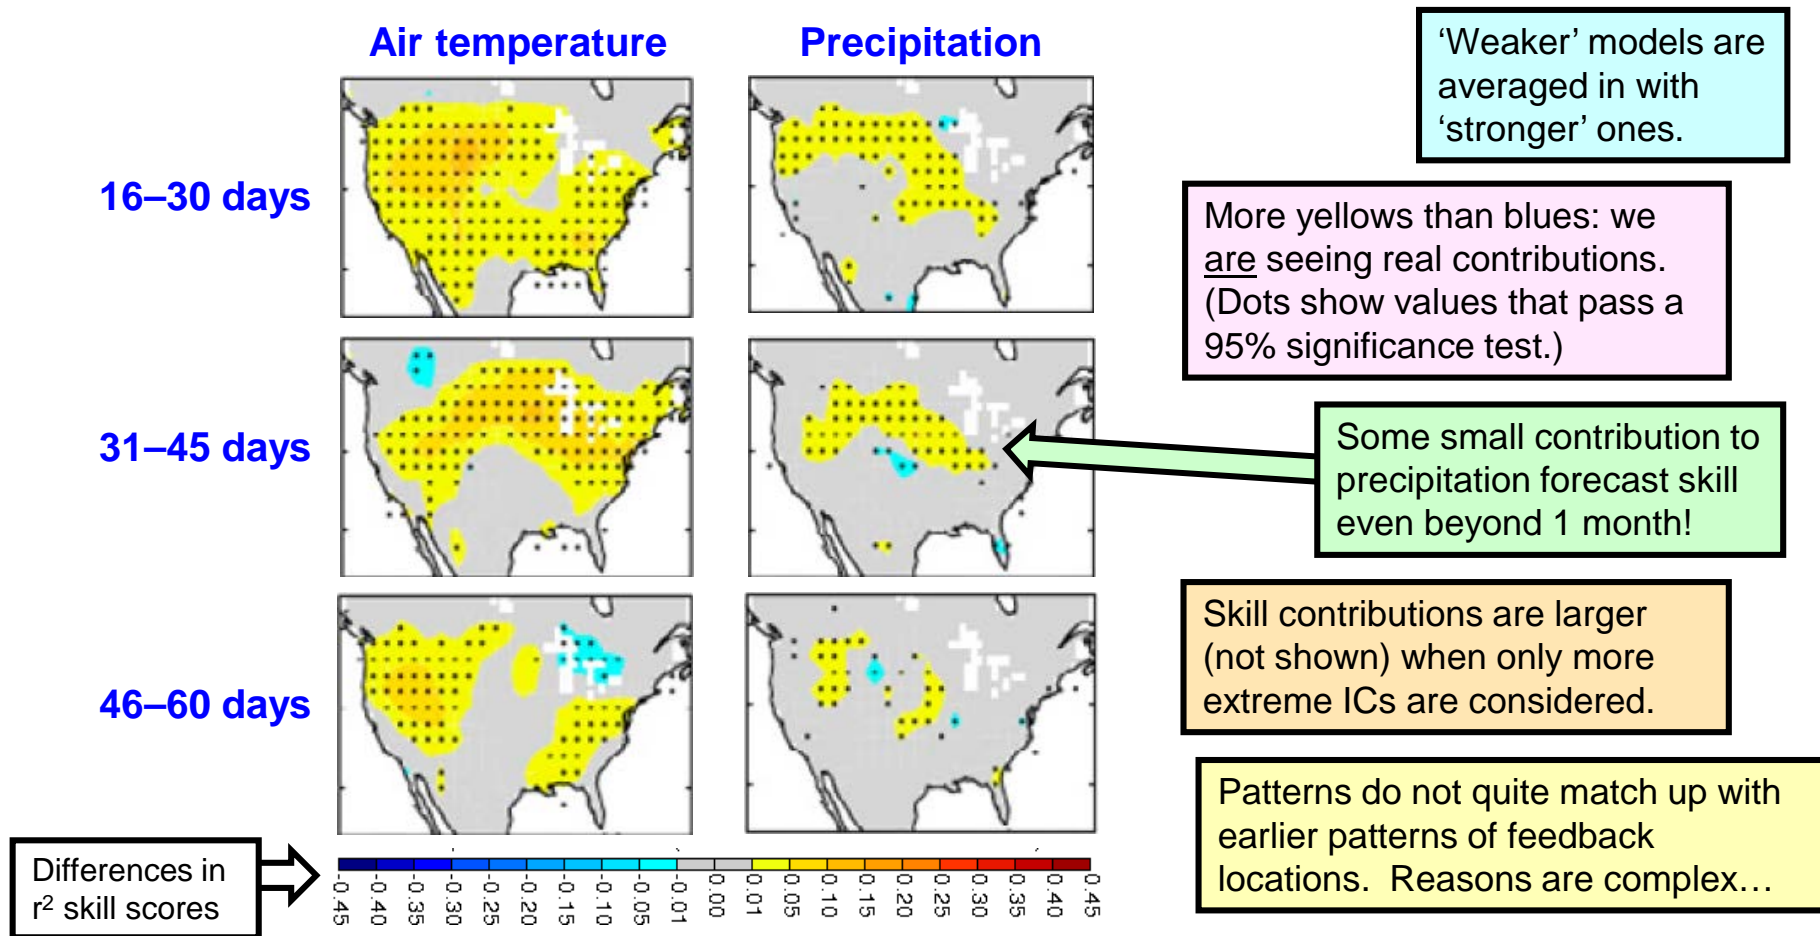 Air temperature
Precipitation
16–30 days
31–45 days
46–60 days
‘Weaker’ models are
averaged in with
‘stronger’ ones.
More yellows than blues: we
are seeing real contributions.
(Dots show values that pass a
95% significance test.)
Some small contribution to
precipitation forecast skill
even beyond 1 month!
Skill contributions are larger
(not shown) when only more
extreme ICs are considered.
Patterns do not quite match up with
earlier patterns of feedback
locations.  Reasons are complex…
Differences in
r² skill scores
-0.45
-0.40
-0.35
-0.30
-0.25
-0.20
-0.15
-0.10
-0.05
-0.01
0.00
0.01
0.05
0.10
0.15
0.20
0.25
0.30
0.35
0.40
0.45